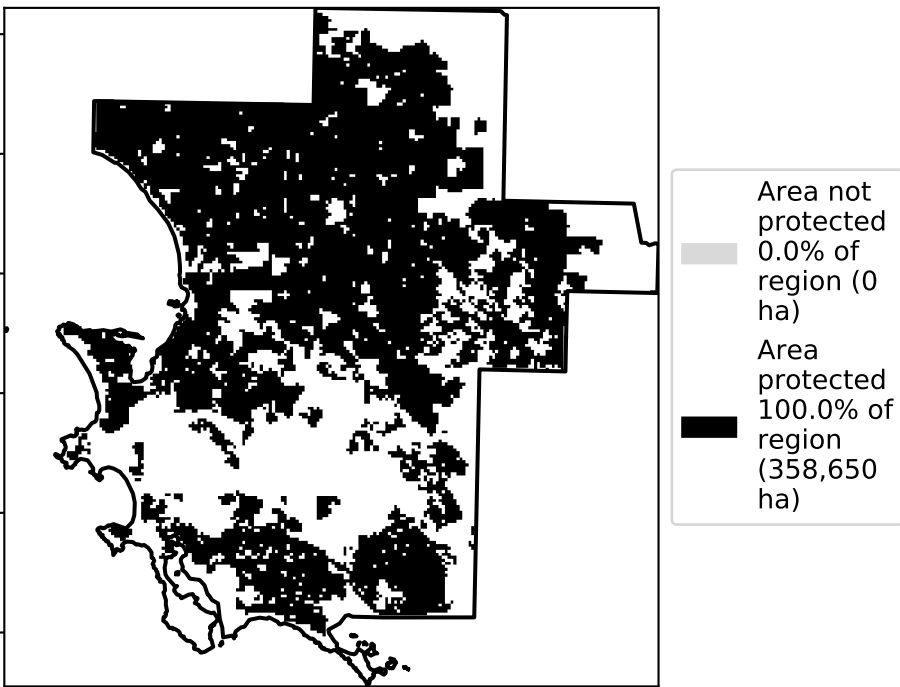 Area not
protected
0.0% of
region (0
ha)
Area
protected
100.0% of
region
(358,650
ha)